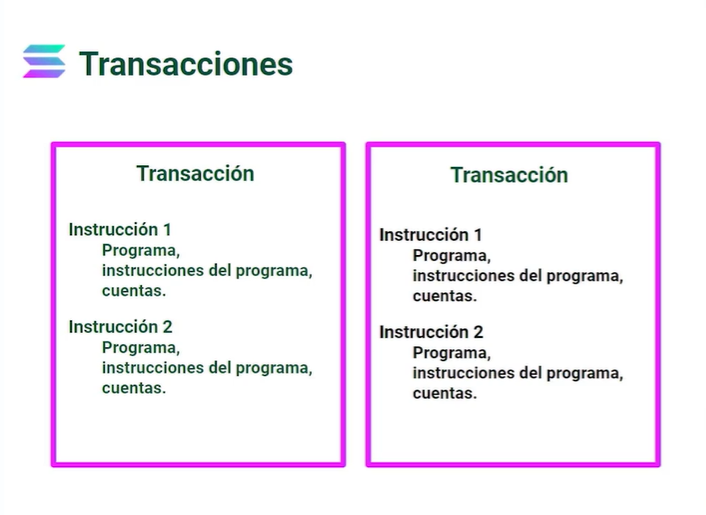 Transacciones
Transacción
Instrucción 1
Programa,
instrucciones del programa,
cuentas.
Instrucción 2
Programa,
instrucciones del programa,
cuentas.
Transacción
Instrucción 1
Programa,
instrucciones del programa,
cuentas.
Instrucción 2
Programa,
instrucciones del programa,
cuentas.